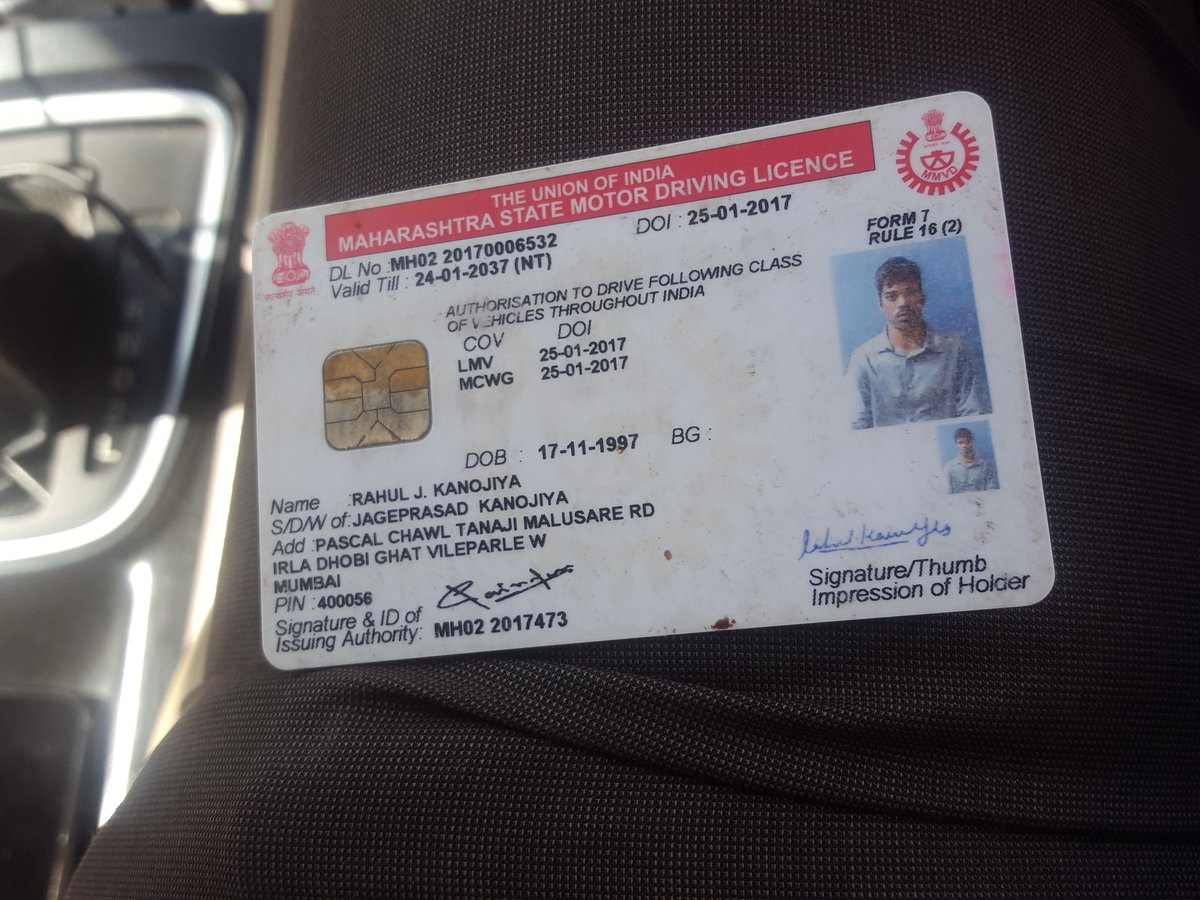 THE UNION OF INDIA
MAHARASHTRA STATE MOTOR DRIVING LICENCE
MMVD
सत्यमेव जयते
DL No :MH02 20170006532 DOI : 25-01-2017
Valid Till : 24-01-2037 (NT)
FORM 7
RULE 16 (2)
AUTHORISATION TO DRIVE FOLLOWING CLASS
OF VEHICLES THROUGHOUT INDIA
COV DOI
LMV 25-01-2017
MCWG 25-01-2017
DOB : 17-11-1997 BG :
Name :RAHUL J. KANOJIYA
S/D/W of:JAGEPRASAD KANOJIYA
Add :PASCAL CHAWL TANAJI MALUSARE RD
IRLA DHOBI GHAT VILEPARLE W
MUMBAI
PIN :400056
Signature & ID of
Issuing Authority: MH02 2017473
Signature/Thumb
Impression of Holder